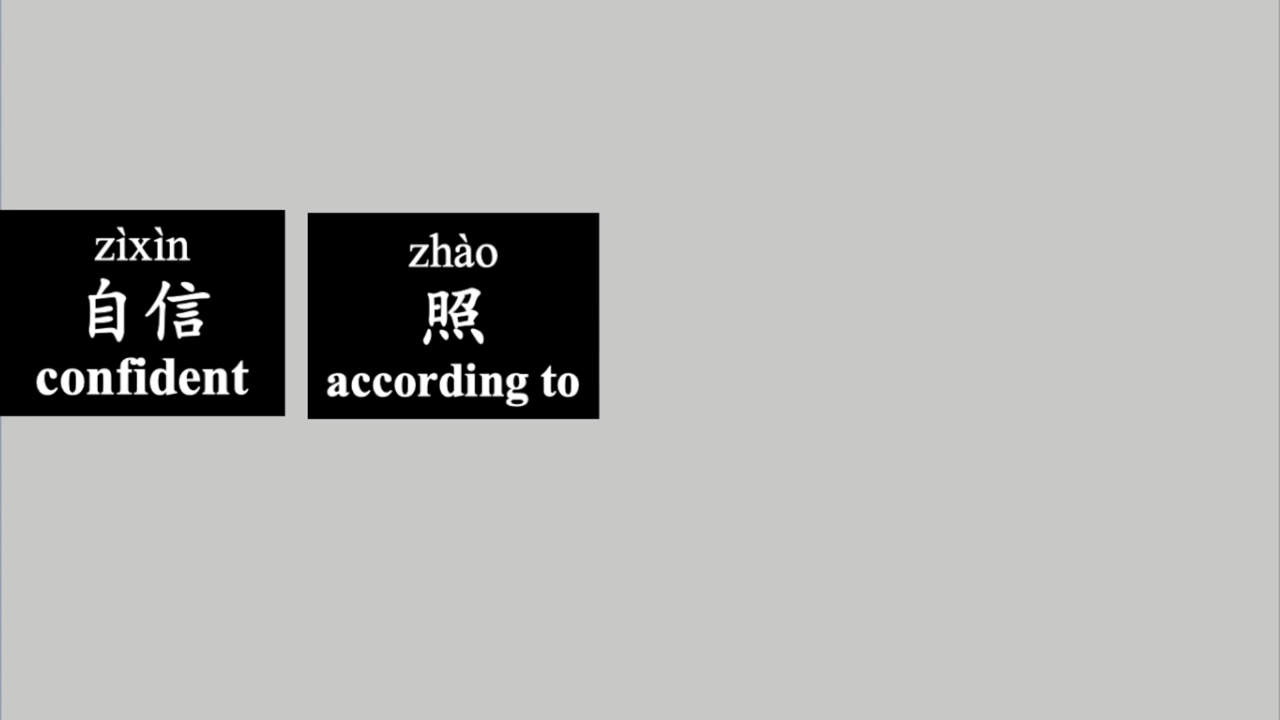 zìxìn
自信
confident
zhào
照
according to